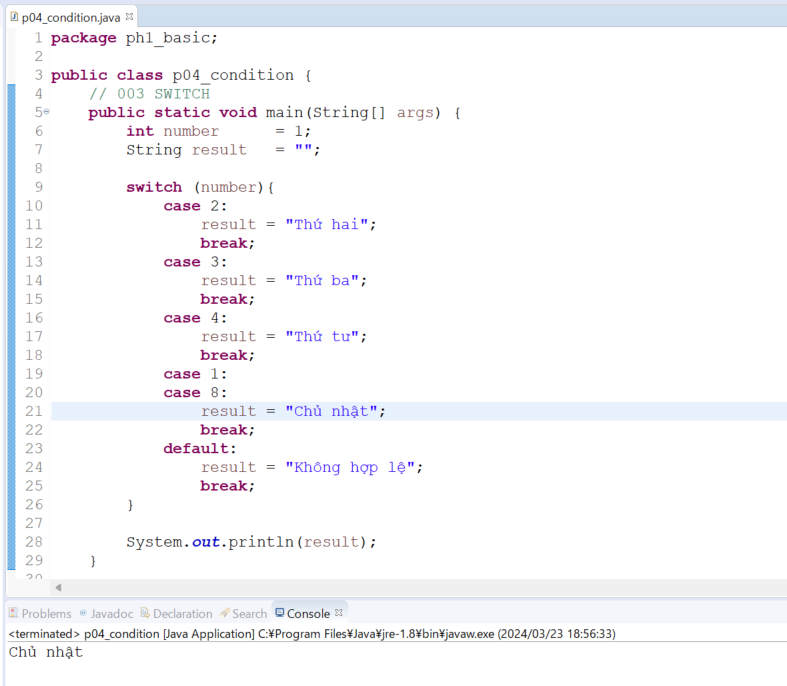 p04_condition.java
1 package ph1_basic;
2
3 public class p04_condition {
4     // 003 SWITCH
5     public static void main(String[] args) {
6         int number      = 1;
7         String result   = "";
8
9         switch (number){
10             case 2:
11                 result = "Thứ hai";
12                 break;
13             case 3:
14                 result = "Thứ ba";
15                 break;
16             case 4:
17                 result = "Thứ tư";
18                 break;
19             case 1:
20             case 8:
21                 result = "Chủ nhật";
22                 break;
23             default:
24                 result = "Không hợp lệ";
25                 break;
26         }
27
28         System.out.println(result);
29     }
30
Problems Javadoc Declaration Search Console
<terminated> p04_condition [Java Application] C:¥Program Files¥Java¥jre-1.8¥bin¥javaw.exe (2024/03/23 18:56:33)
Chủ nhật